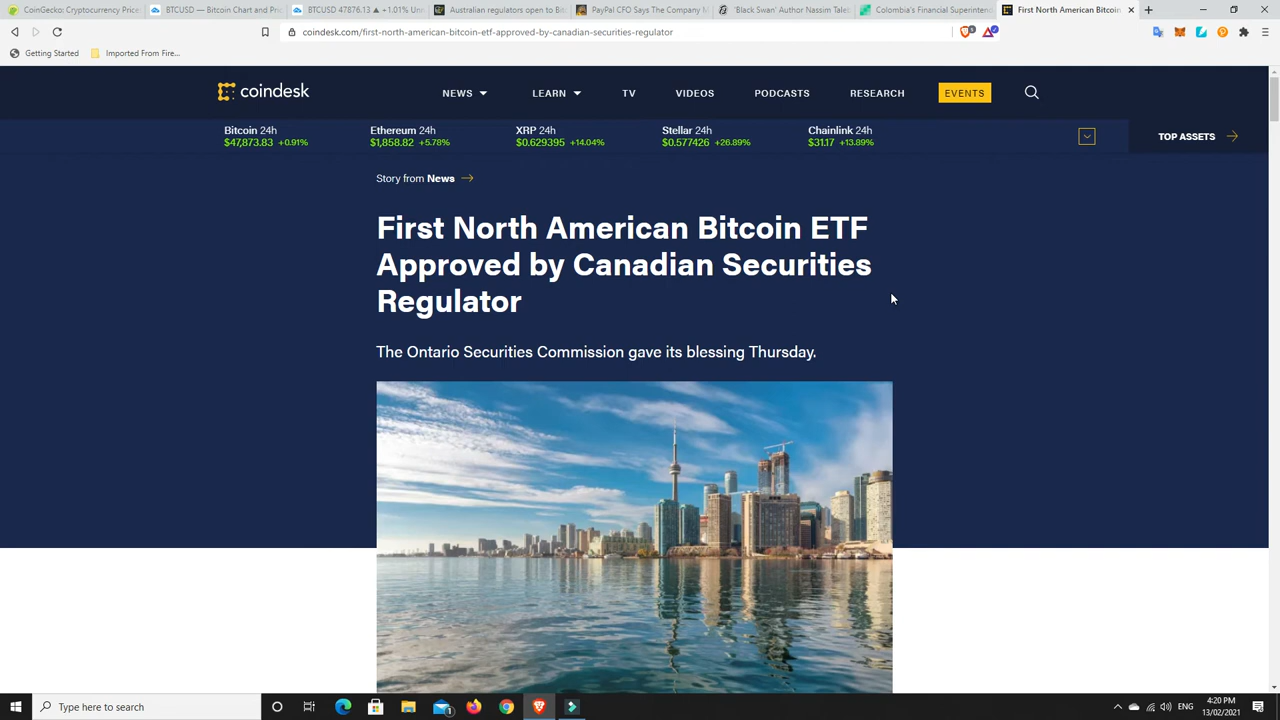 CoinGecko: Cryptocurrency Price
BTCUSD — Bitcoin Chart and Pri
BTCUSD 47876.13 ▲ +1.01% Un
Australian regulators open to Bi
PayPal CFO Says The Company
'Black Swan' Author Nassim Tale
Colombia's Financial Superinten
First North American Bitcoin
coindesk.com/first-north-american-bitcoin-etf-approved-by-canadian-securities-regulator
Getting Started
Imported From Fire...
coindesk
NEWS
LEARN
TV
VIDEOS
PODCASTS
RESEARCH
EVENTS
Bitcoin 24h
$47,873.83 +0.91%
Ethereum 24h
$1,858.82 +5.78%
XRP 24h
$0.629395 +14.04%
Stellar 24h
$0.577426 +26.89%
Chainlink 24h
$31.17 +13.89%
TOP ASSETS
Story from News
First North American Bitcoin ETF
Approved by Canadian Securities
Regulator
The Ontario Securities Commission gave its blessing Thursday.
Type here to search
ENG
4:20 PM
13/02/2021